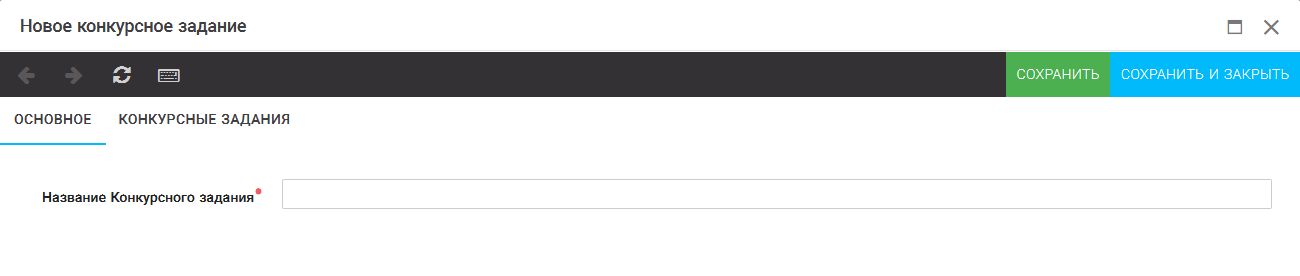 Новое конкурсное задание
СОХРАНИТЬ СОХРАНИТЬ И ЗАКРЫТЬ
ОСНОВНОЕ КОНКУРСНЫЕ ЗАДАНИЯ
Название Конкурсного задания